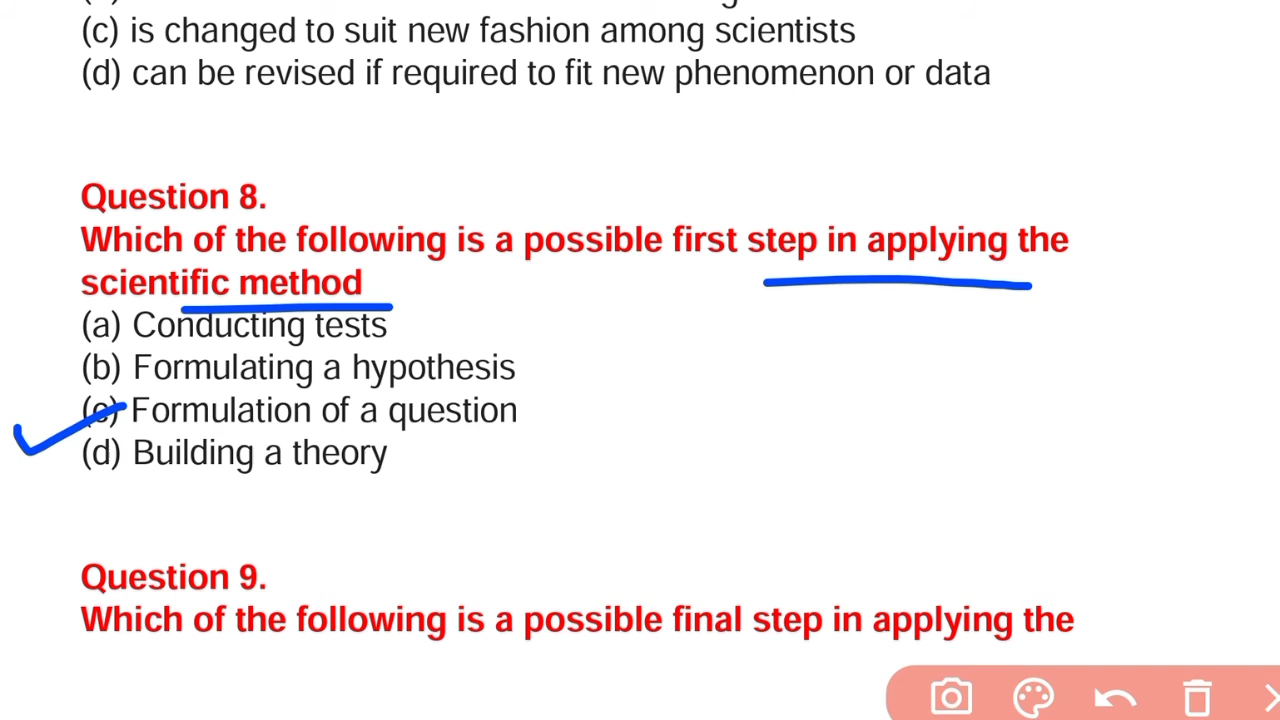 (c) is changed to suit new fashion among scientists
(d) can be revised if required to fit new phenomenon or data
Question 8.
Which of the following is a possible first step in applying the
scientific method
(a) Conducting tests
(b) Formulating a hypothesis
(c) Formulation of a question
(d) Building a theory
Question 9.
Which of the following is a possible final step in applying the